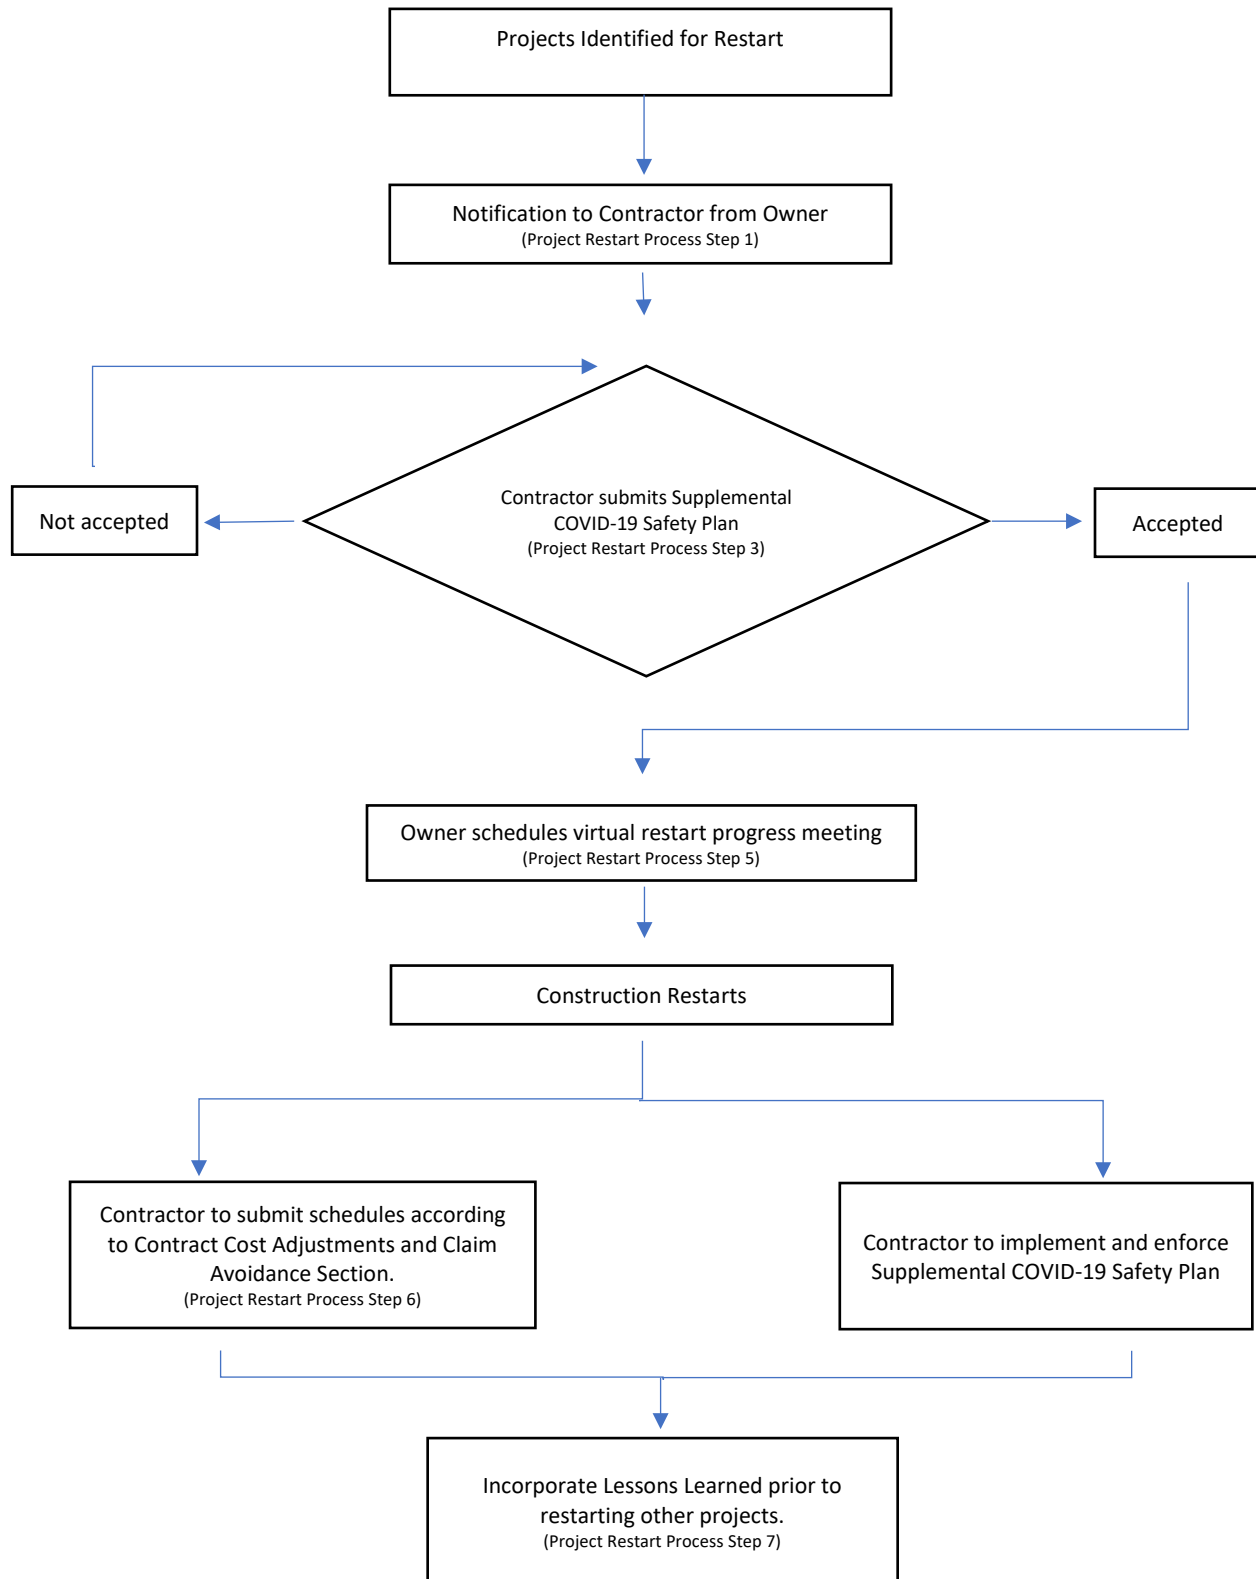 Projects Identified for Restart
Notification to Contractor from Owner
(Project Restart Process Step 1)
Contractor submits Supplemental
COVID-19 Safety Plan
(Project Restart Process Step 3)
Not accepted
Accepted
Owner schedules virtual restart progress meeting
(Project Restart Process Step 5)
Construction Restarts
Contractor to submit schedules according
to Contract Cost Adjustments and Claim
Avoidance Section.
(Project Restart Process Step 6)
Contractor to implement and enforce
Supplemental COVID-19 Safety Plan
Incorporate Lessons Learned prior to
restarting other projects.
(Project Restart Process Step 7)